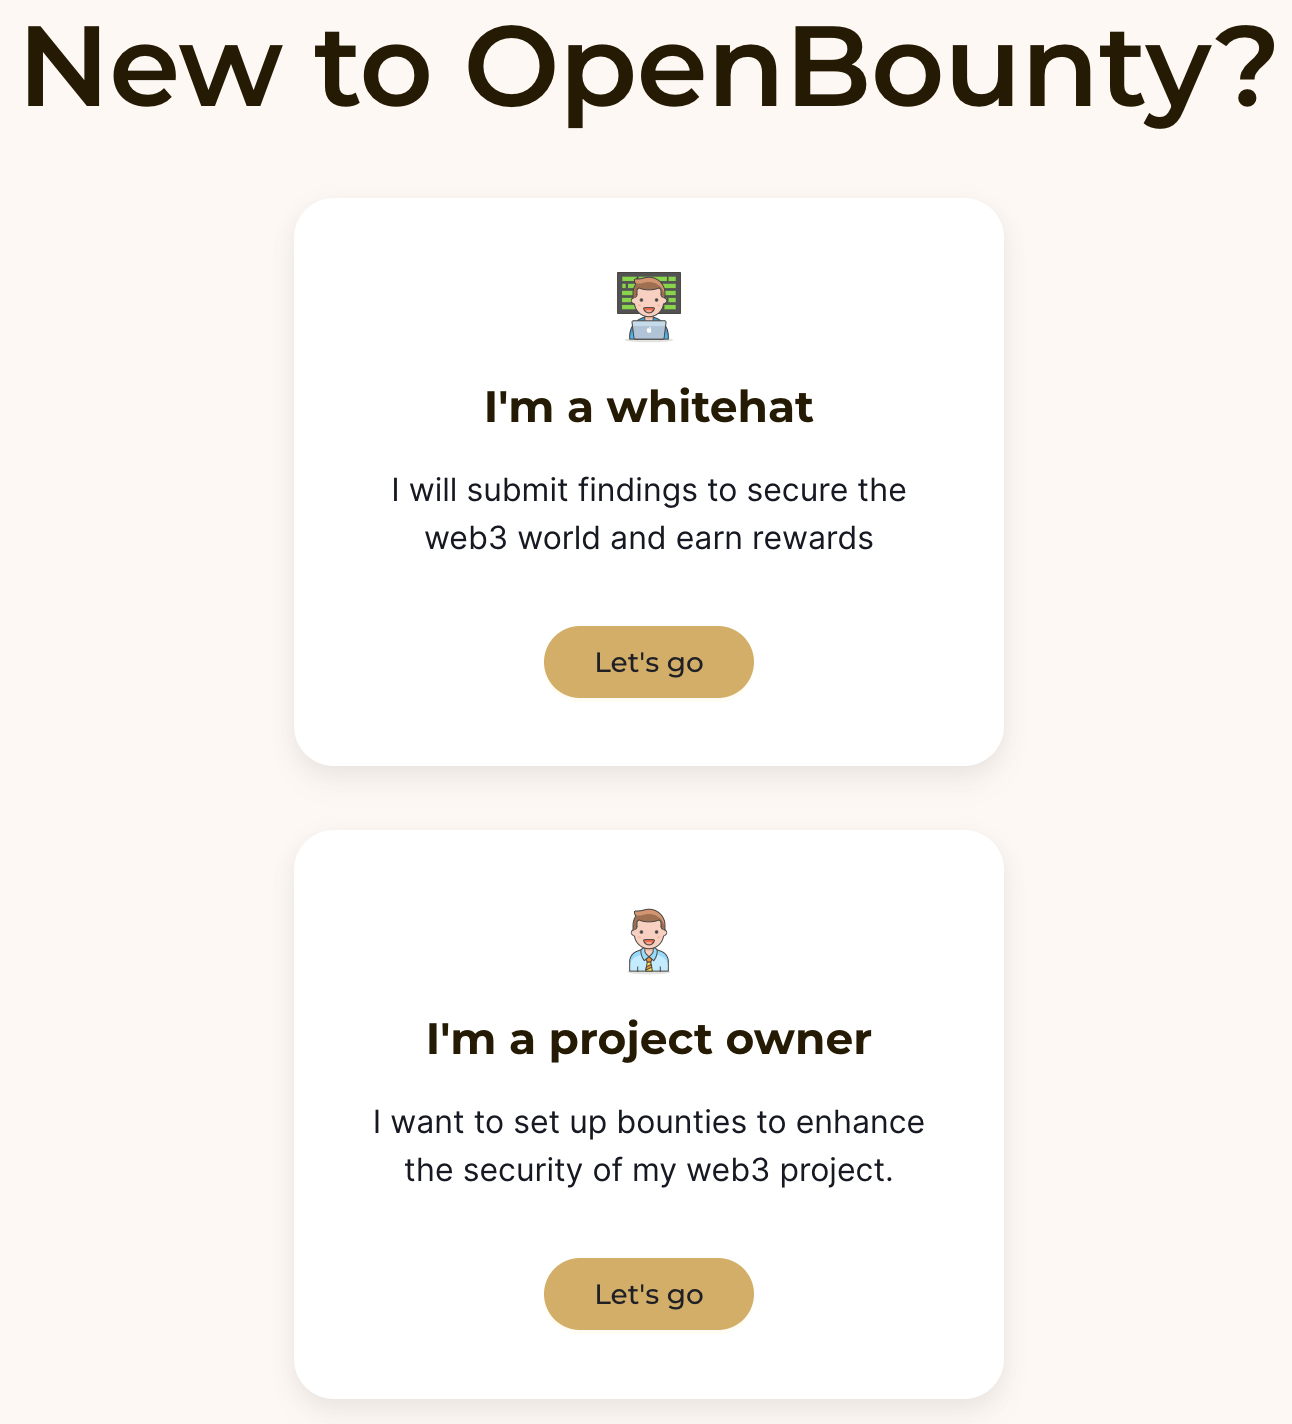 New to OpenBounty?
I'm a whitehat
I will submit findings to secure the
web3 world and earn rewards
Let's go
I'm a project owner
I want to set up bounties to enhance
the security of my web3 project.
Let's go